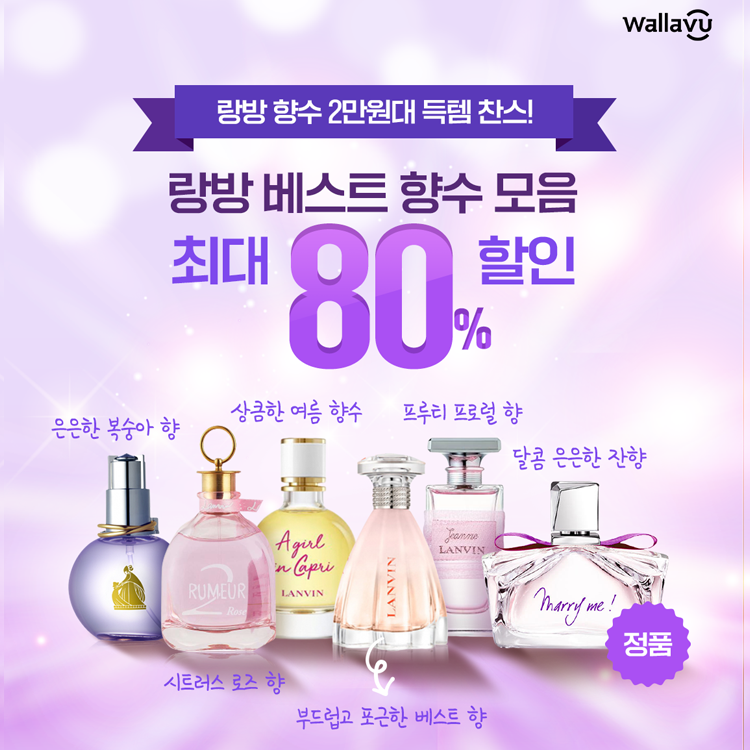 wallavu
랑방 향수 2만원대 득템 찬스!
랑방 베스트 향수 모음
최대 80% 할인
은은한 복숭아 향
상큼한 여름 향수
프루티 프로럴 향
달콤 은은한 잔향
RUMEUR
2
Rose
A girl
in Capri
LANVIN
LANVIN
Jeanne
LANVIN
Marry me!
정품
시트러스 로즈 향
부드럽고 포근한 베스트 향